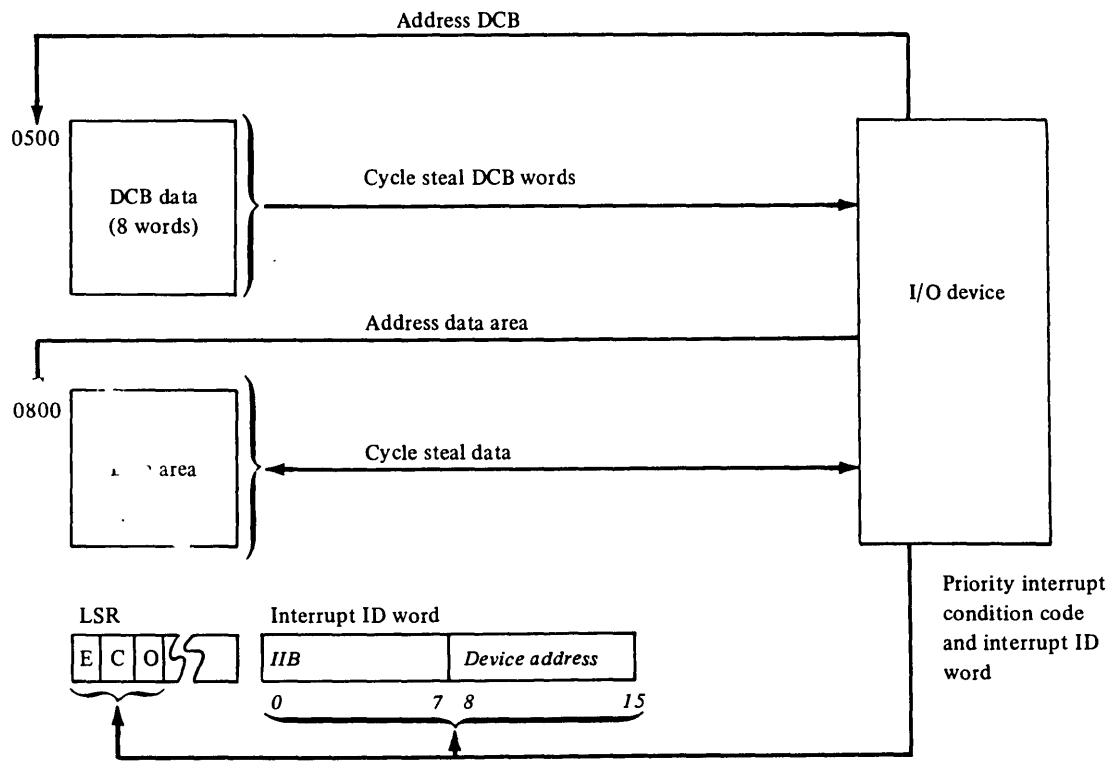 Address DCB
0500
DCB data
(8 words)
Cycle steal DCB words
I/O device
Address data area
0800
area
Cycle steal data
Priority interrupt
condition code
and interrupt ID
word
LSR
Interrupt ID word
E C O
IIB
Device address
0 7 8 15